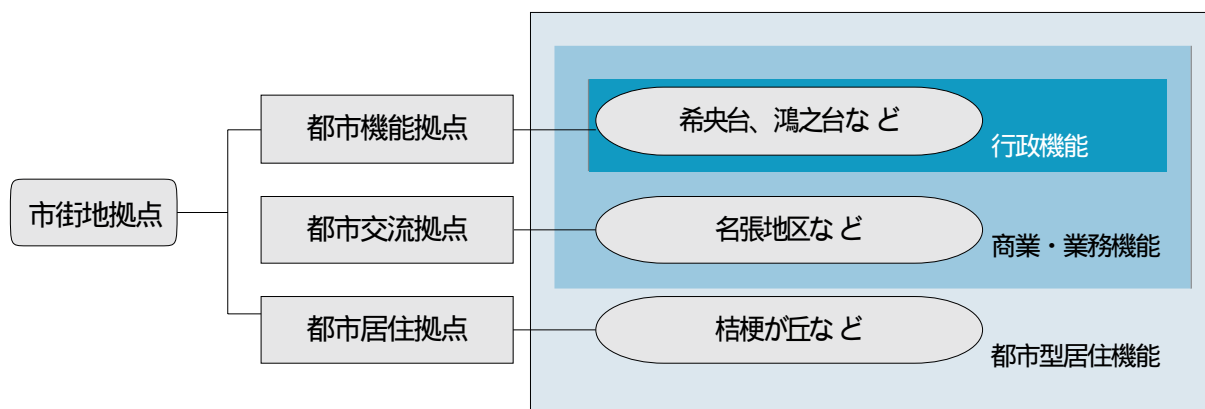 都市機能拠点
希央台、鴻之台など
行政機能
市街地拠点
都市交流拠点
名張地区など
商業・業務機能
都市居住拠点
桔梗が丘など
都市型居住機能